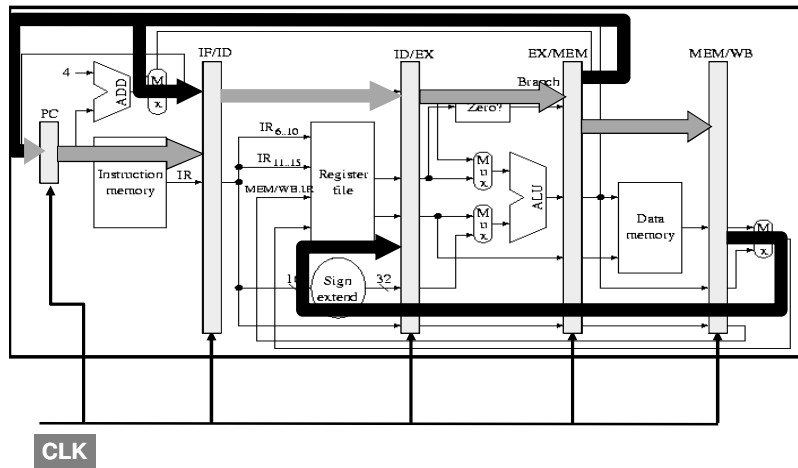 IF/ID
ID/EX
EX/MEM
MEM/WB
4
ADD
M
x
Branch
Zero?
PC
IR6..10
Instruction
memory
IR
IR11..15
MEM/WB.IR
Register
file
M
u
x
M
u
x
ALU
Data
memory
M
x
Sign
extend
32
CLK